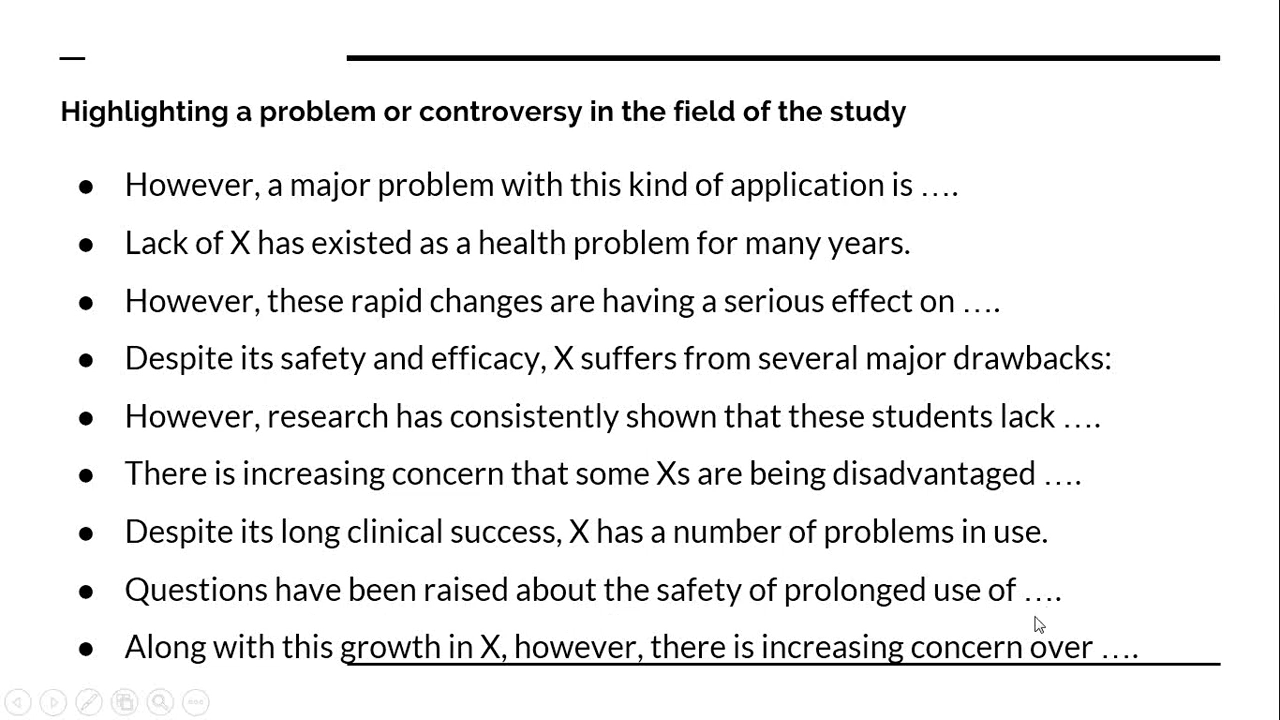 Highlighting a problem or controversy in the field of the study
● However, a major problem with this kind of application is ….
● Lack of X has existed as a health problem for many years.
● However, these rapid changes are having a serious effect on ….
● Despite its safety and efficacy, X suffers from several major drawbacks:
● However, research has consistently shown that these students lack ….
● There is increasing concern that some Xs are being disadvantaged ….
● Despite its long clinical success, X has a number of problems in use.
● Questions have been raised about the safety of prolonged use of ….
● Along with this growth in X, however, there is increasing concern over ….